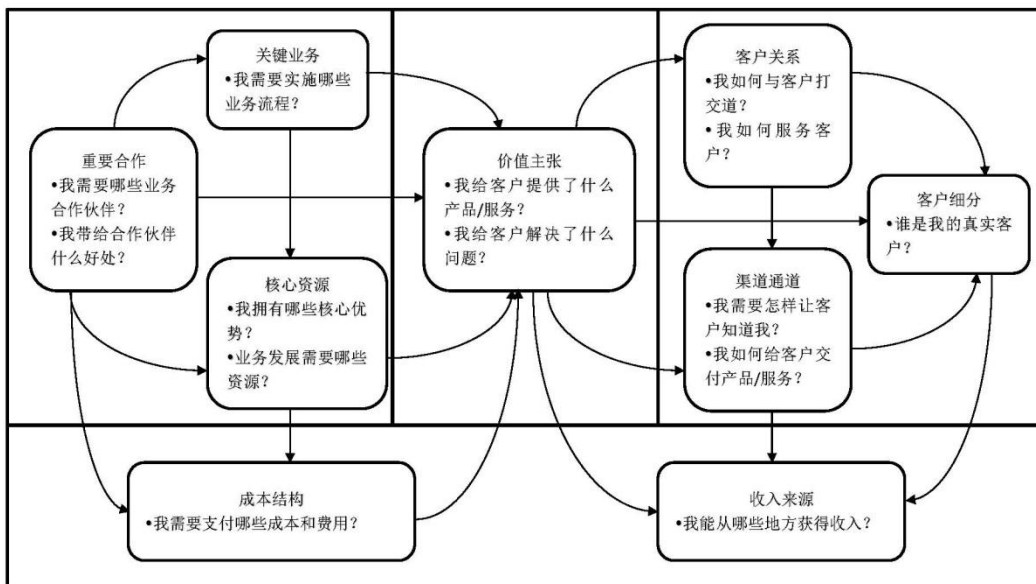 关键业务
•我需要实施哪些
业务流程？
重要合作
•我需要哪些业务
合作伙伴？
•我带给合作伙伴
什么好处？
核心资源
•我拥有哪些核心优
势？
•业务发展需要哪些
资源？
价值主张
•我给客户提供了什么
产品/服务？
•我给客户解决了什么
问题？
客户关系
•我如何与客户打
交道？
•我如何服务客
户？
渠道通道
•我需要怎样让客
户知道我？
•我如何给客户交
付产品/服务？
客户细分
•谁是我的真实客
户？
成本结构
•我需要支付哪些成本和费用？
收入来源
•我能从哪些地方获得收入？